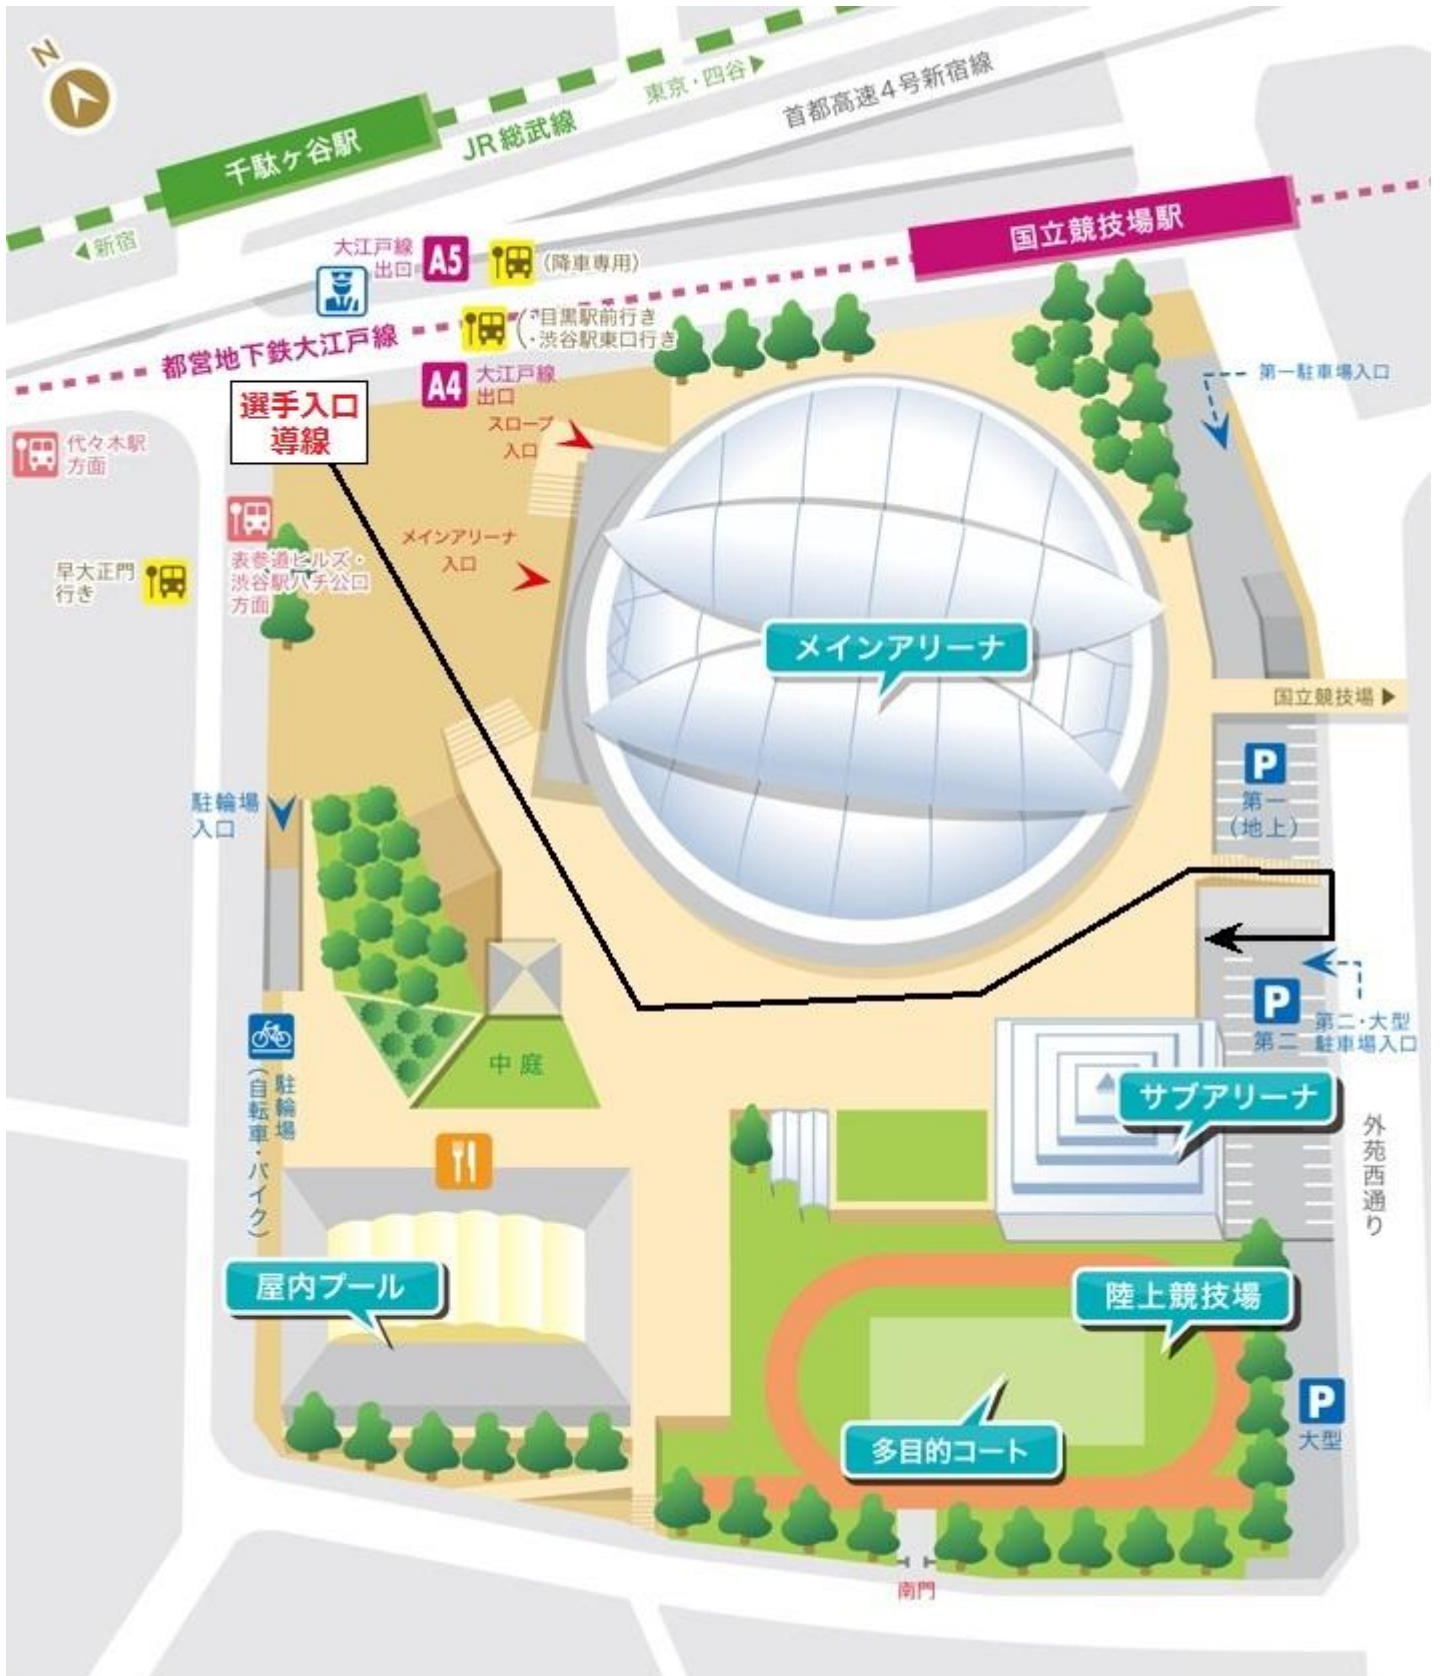 N
東京・四谷▶
首都高速4号新宿線
千駄ヶ谷駅
JR総武線
◀新宿
国立競技場駅
大江戸線
出口
A5
(降車専用)
・目黒駅前行き
・渋谷駅東口行き
都営地下鉄大江戸線
A4
大江戸線
出口
第一駐車場入口
選手入口
導線
スロープ
入口
代々木駅
方面
メインアリーナ
入口
表参道ヒルズ・
渋谷駅ハチ公口
方面
早大正門
行き
メインアリーナ
国立競技場▶
P
第一
(地上)
駐輪場
入口
P
第二
第二・大型
駐車場入口
中庭
駐輪場
(自転車・バイク)
サブアリーナ
外苑西通り
屋内プール
陸上競技場
多目的コート
P
大型
南門